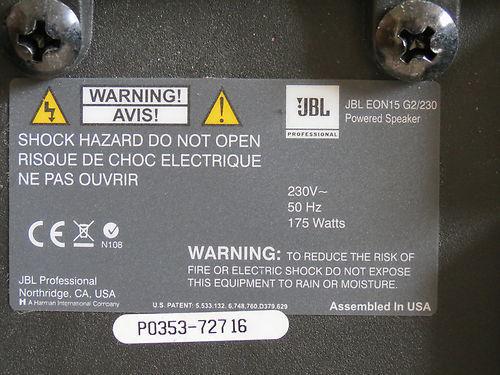 WARNING!
AVIS!
SHOCK HAZARD DO NOT OPEN
RISQUE DE CHOC ELECTRIQUE
NE PAS OUVRIR
JBL
PROFESSIONAL
JBL EON15 G2/230
Powered Speaker
230V~
50 Hz
175 Watts
CE
N108
WARNING: TO REDUCE THE RISK OF
FIRE OR ELECTRIC SHOCK DO NOT EXPOSE
THIS EQUIPMENT TO RAIN OR MOISTURE.
JBL Professional
Northridge, CA, USA
H A Harman International Company
U.S. PATENT: 5,533,132. 6,748,760.D379,629
Assembled In USA
P0353-72716